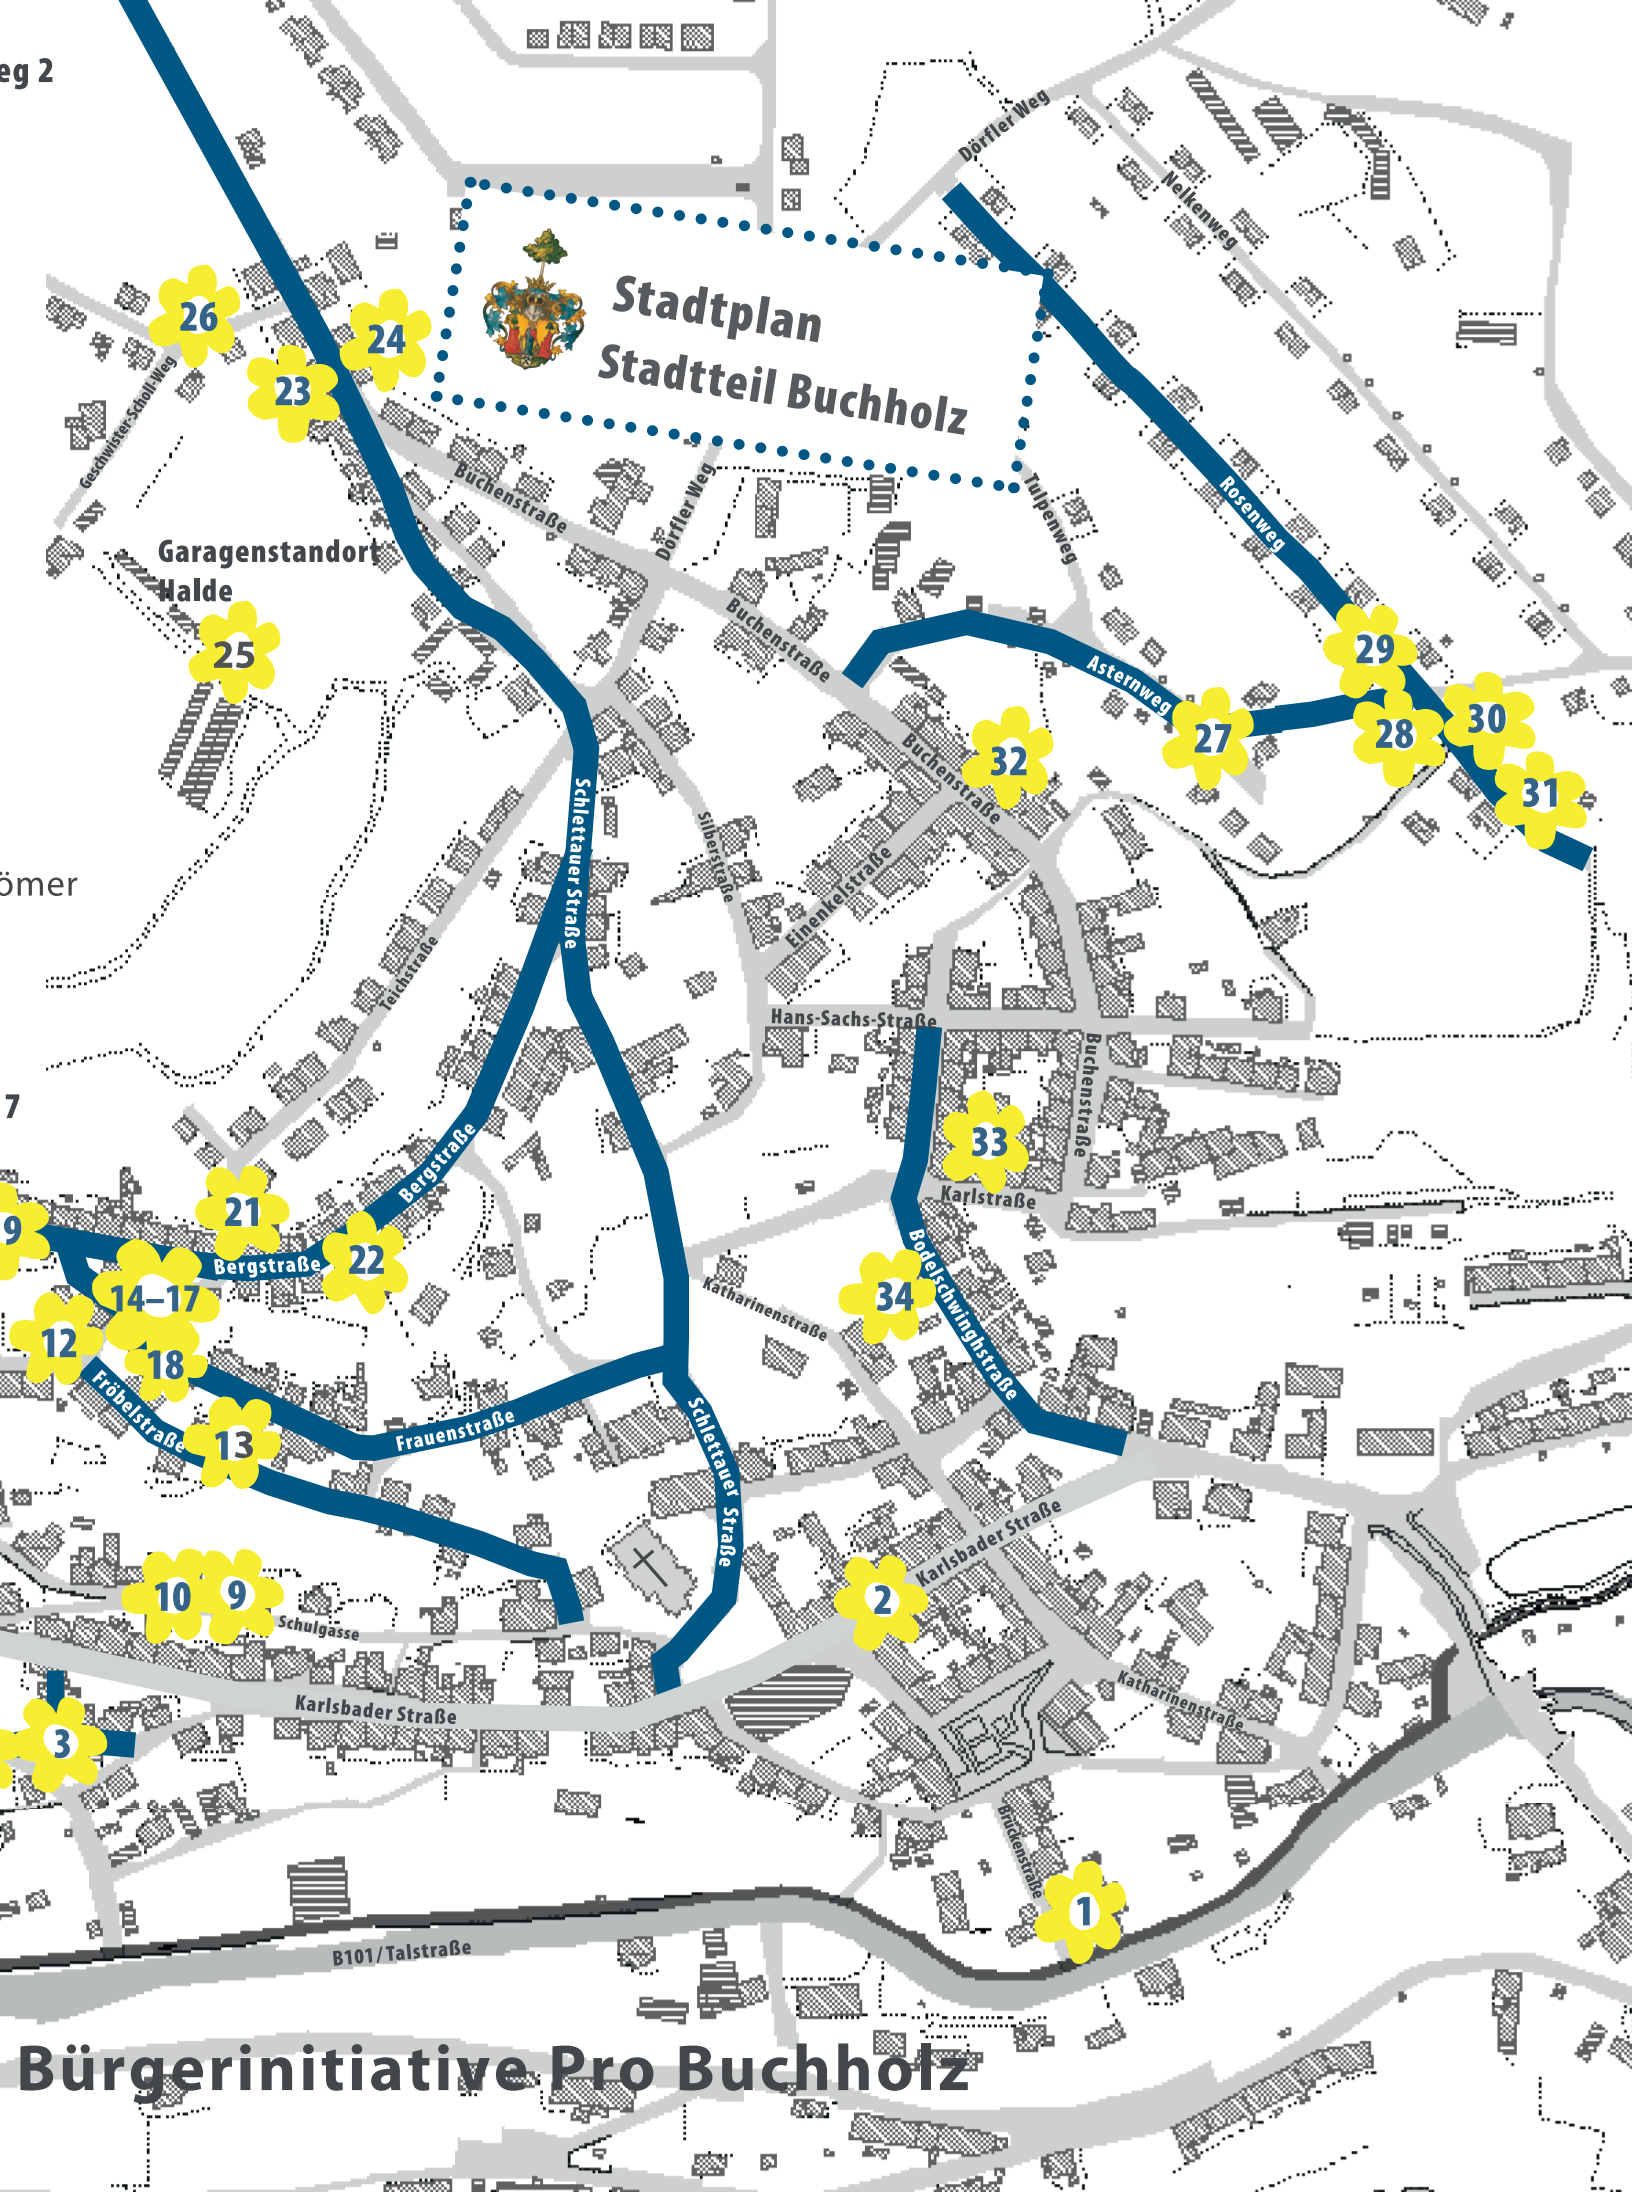 eg 2
Dörfler Weg
Nelkenweg
Stadtplan
Stadtteil Buchholz
26
24
23
Geschwister-Scholl-Weg
Buchenstraße
Dörfler Weg
Tulpenweg
Rosenweg
Garagenstandort
Halde
25
Buchenstraße
Asternweg
29
27
28
30
31
32
Buchenstraße
Schlettauer Straße
Silberstraße
Einenkelstraße
ömer
Teichstraße
Hans-Sachs-Straße
Buchenstraße
7
33
Karlstraße
Bergstraße
21
9
22
Bergstraße
14–17
12
18
34
Bodelschwinghstraße
Katharinenstraße
Fröbelstraße
13
Frauenstraße
Schlettauer Straße
Karlsbader Straße
10
9
2
Schulgasse
Karlsbader Straße
3
Katharinenstraße
Brückenstraße
1
B101/Talstraße
Bürgerinitiative Pro Buchholz